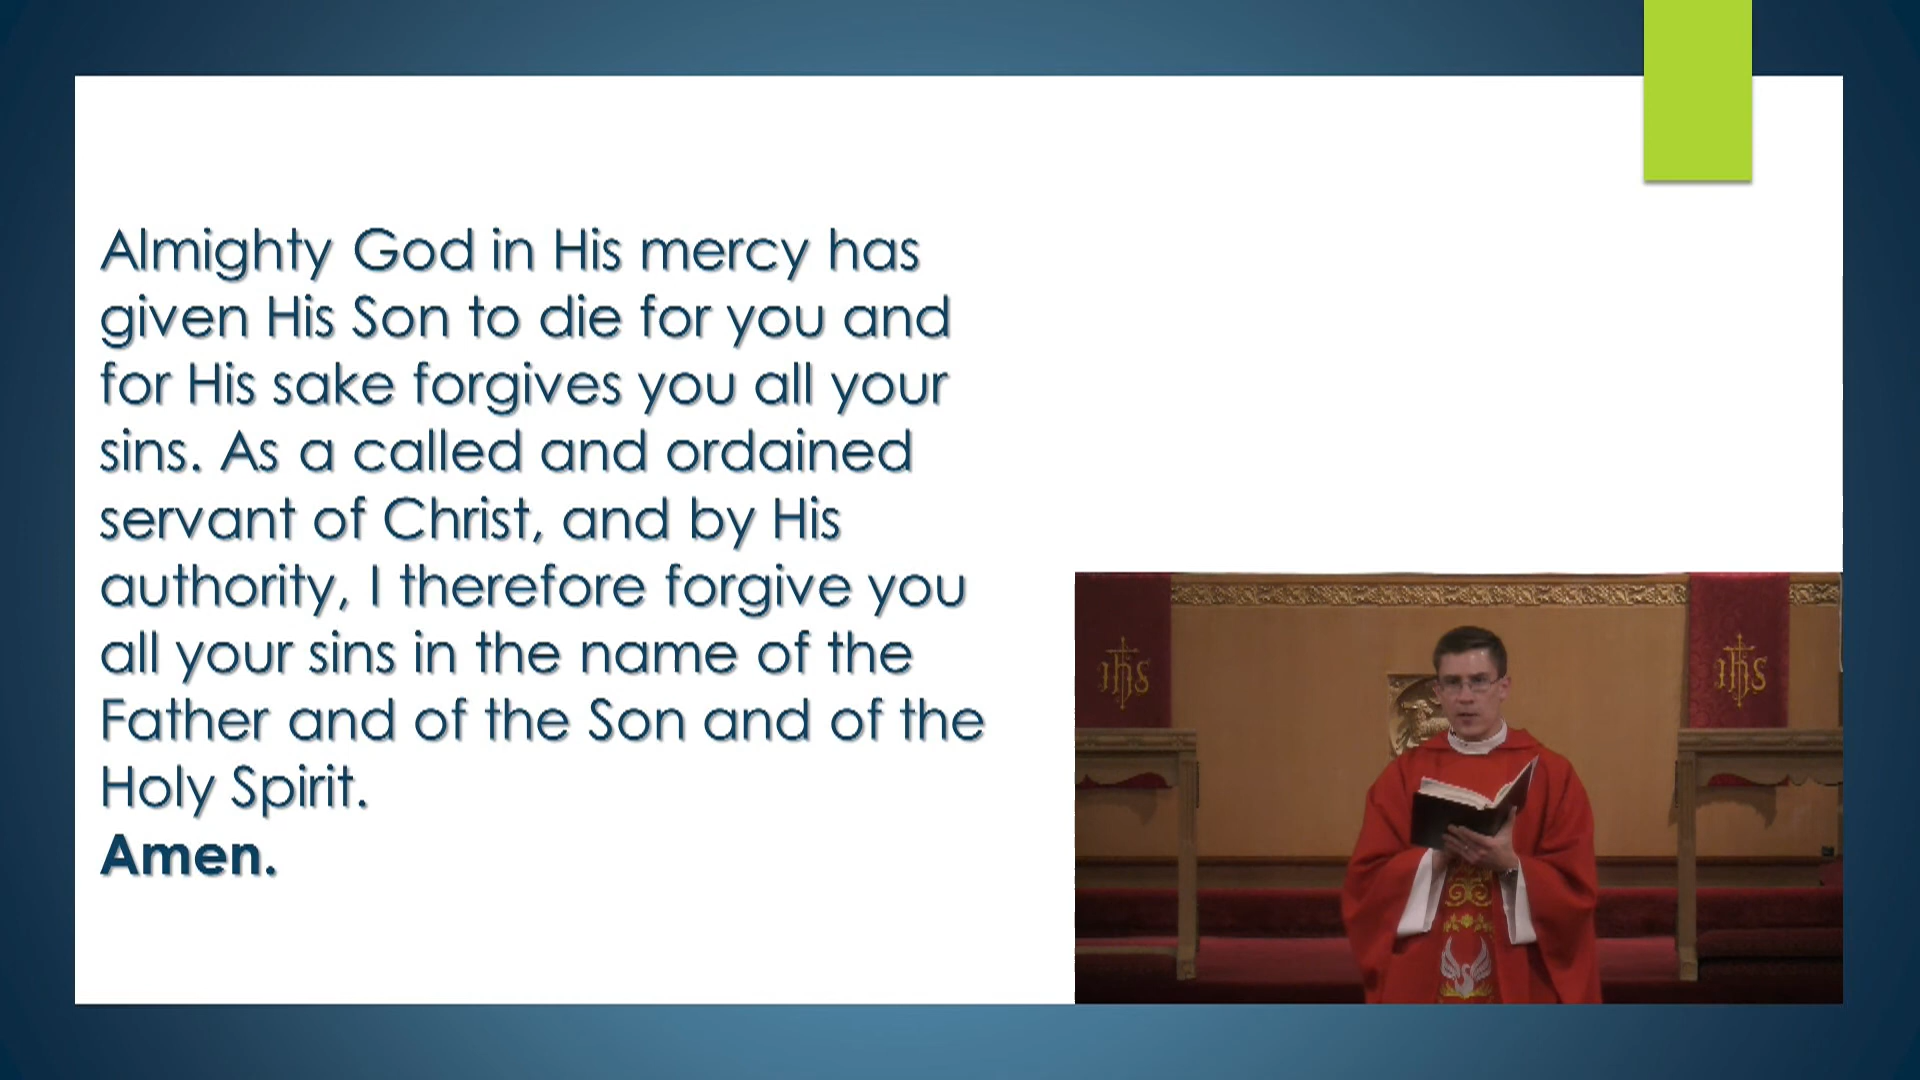 Almighty God in His mercy has
given His Son to die for you and
for His sake forgives you all your
sins. As a called and ordained
servant of Christ, and by His
authority, I therefore forgive you
all your sins in the name of the
Father and of the Son and of the
Holy Spirit.
Amen.
IHS
IHS